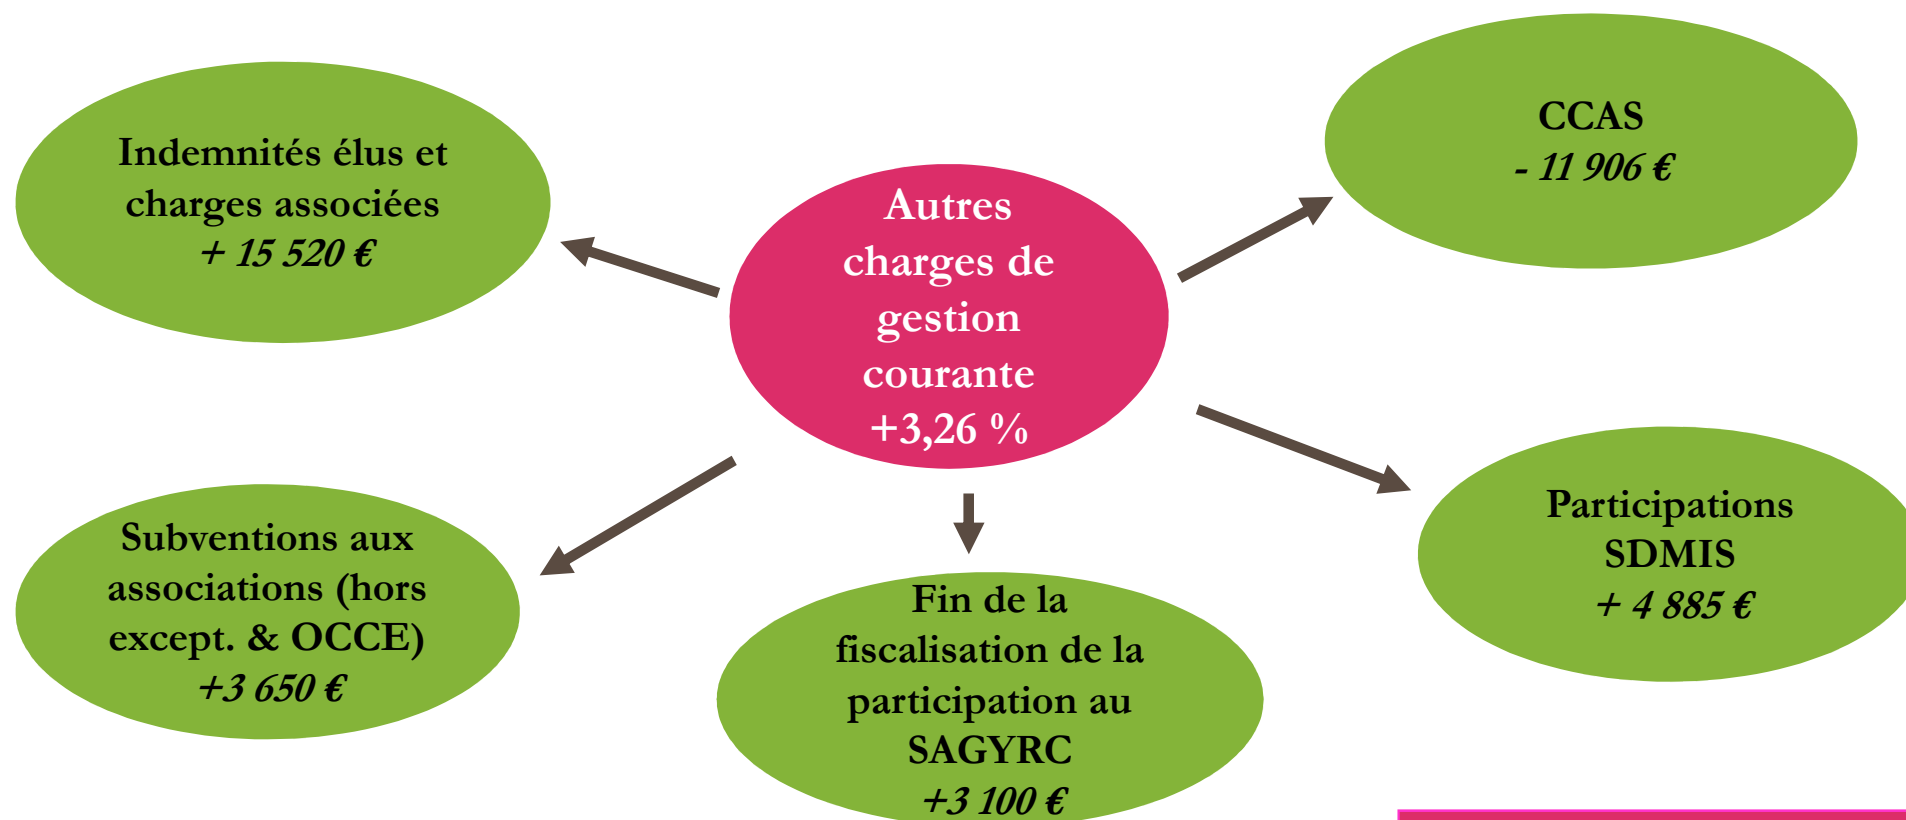 Indemnités élus et
charges associées
+ 15 520 €
CCAS
- 11 906 €
Autres
charges de
gestion
courante
+3,26 %
Subventions aux
associations (hors
except. & OCCE)
+3 650 €
Fin de la
fiscalisation de la
participation au
SAGYRC
+3 100 €
Participations
SDMIS
+ 4 885 €